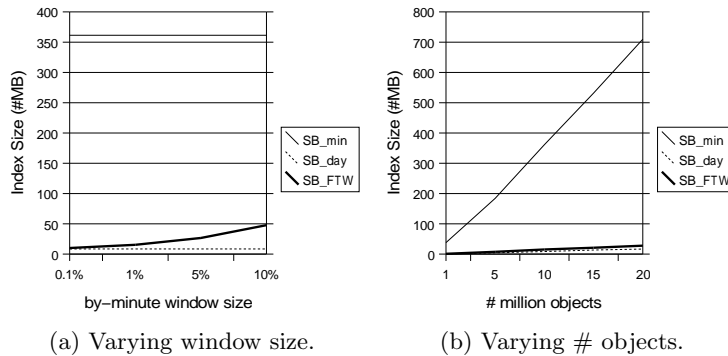 400
350
300
250
200
150
100
50
0
Index Size (#MB)
0.1% 1% 5% 10%
by−minute window size
SB_min
SB_day
SB_FTW
(a) Varying window size.
800
700
600
500
400
300
200
100
0
Index Size (#MB)
1 5 10 15 20
# million objects
SB_min
SB_day
SB_FTW
(b) Varying # objects.